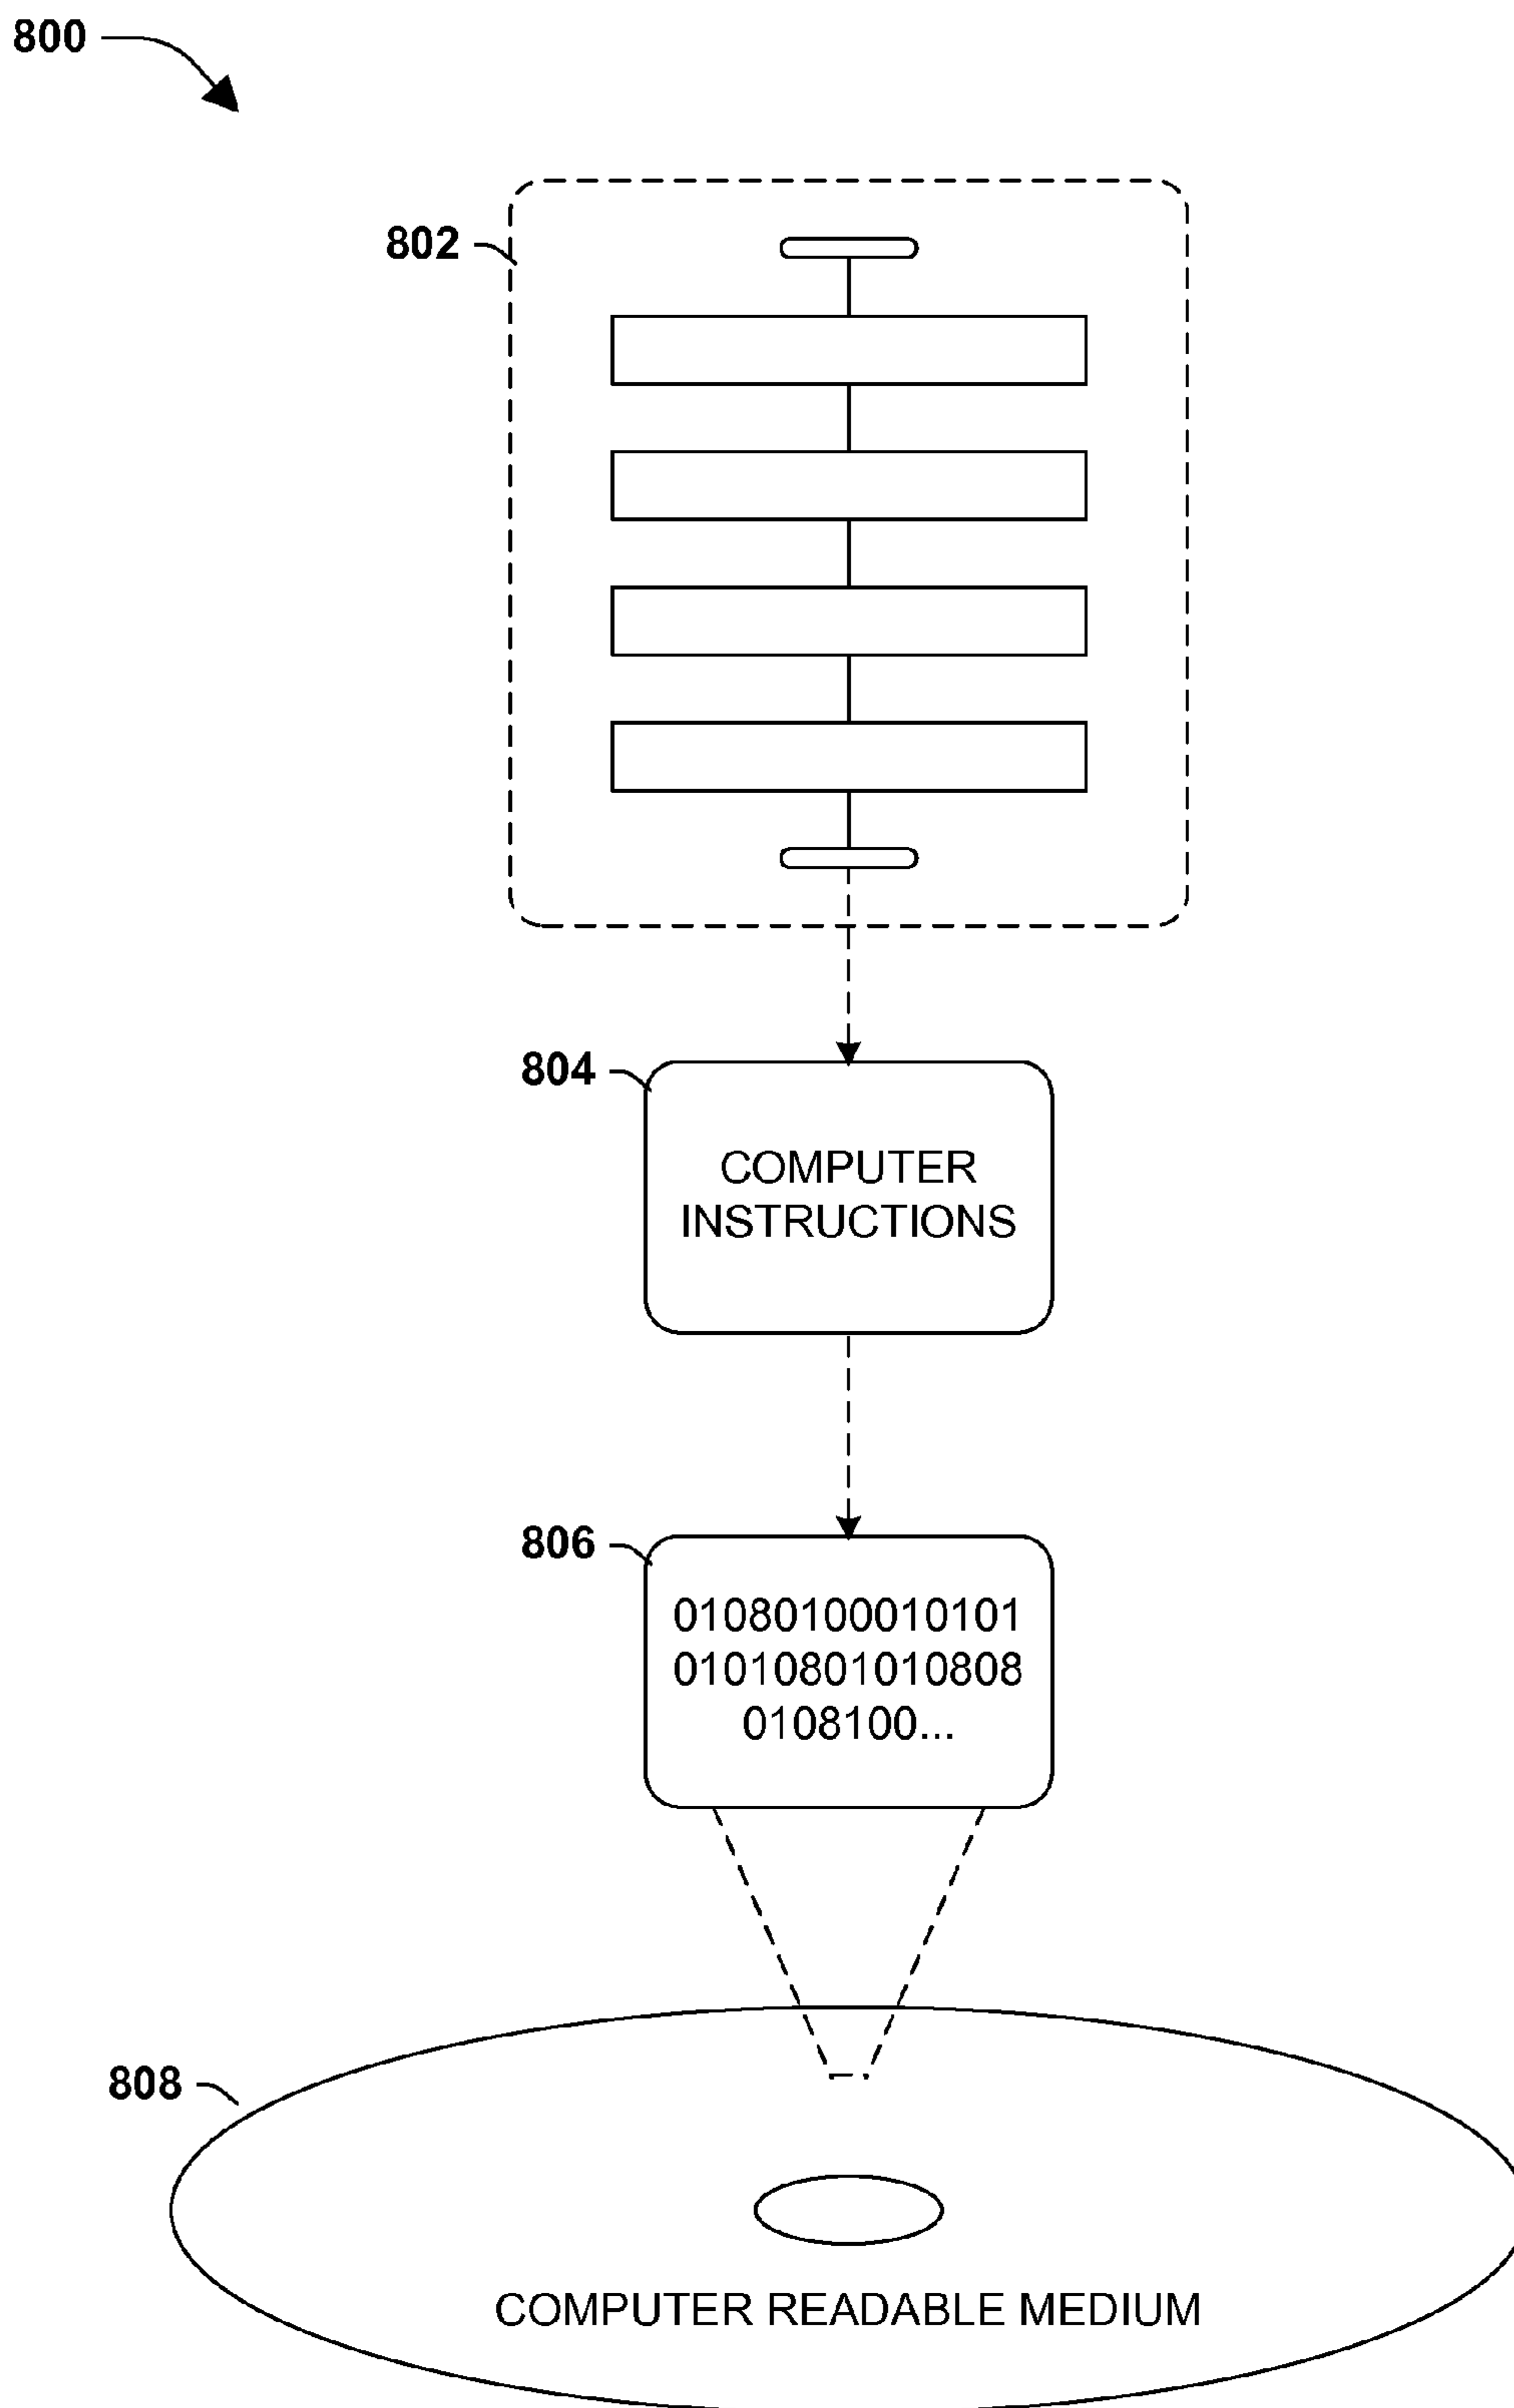 800
802
804
COMPUTER
INSTRUCTIONS
806
01080100010101
01010801010808
0108100...
808
COMPUTER READABLE MEDIUM